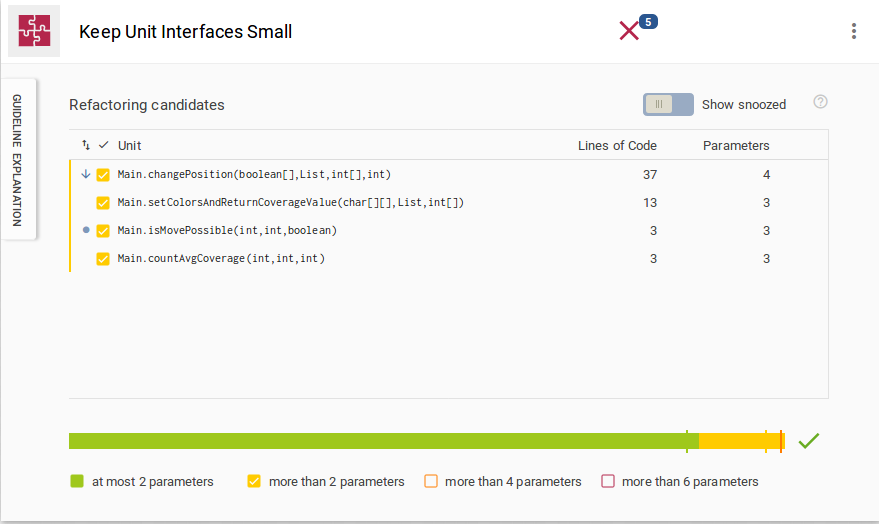 Keep Unit Interfaces Small
5
GUIDELINE EXPLANATION
Refactoring candidates
Show snoozed
?
Unit Lines of Code Parameters
Main.changePosition(boolean[],List,int[],int) 37 4
Main.setColorsAndReturnCoverageValue(char[][],List,int[]) 13 3
Main.isMovePossible(int,int,boolean) 3 3
Main.countAvgCoverage(int,int,int) 3 3
at most 2 parameters more than 2 parameters more than 4 parameters more than 6 parameters